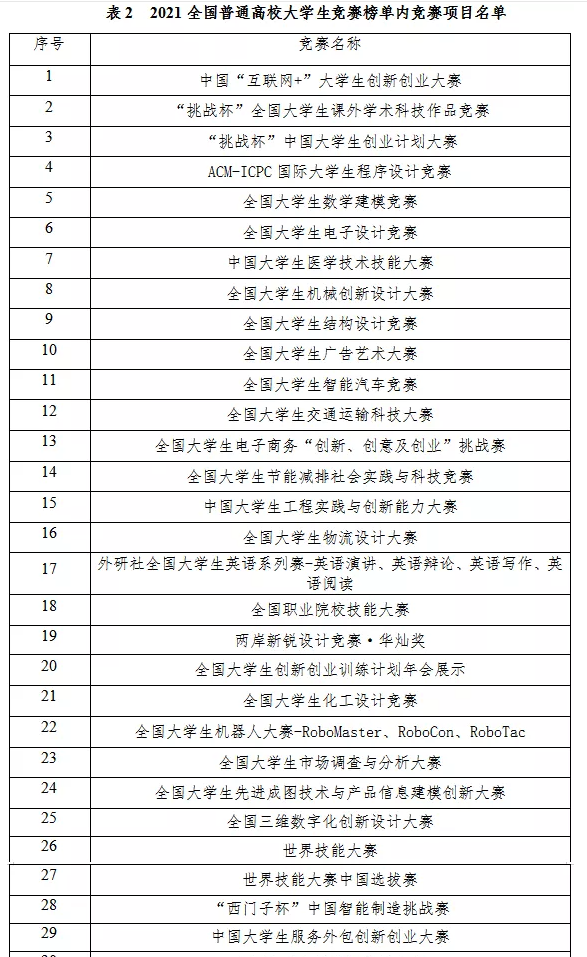 表 2 2021 全国普通高校大学生竞赛榜单内竞赛项目名单
序号 竞赛名称
1 中国“互联网+”大学生创新创业大赛
2 “挑战杯”全国大学生课外学术科技作品竞赛
3 “挑战杯”中国大学生创业计划大赛
4 ACM-ICPC 国际大学生程序设计竞赛
5 全国大学生数学建模竞赛
6 全国大学生电子设计竞赛
7 中国大学生医学技术技能大赛
8 全国大学生机械创新设计大赛
9 全国大学生结构设计竞赛
10 全国大学生广告艺术大赛
11 全国大学生智能汽车竞赛
12 全国大学生交通运输科技大赛
13 全国大学生电子商务“创新、创意及创业”挑战赛
14 全国大学生节能减排社会实践与科技竞赛
15 中国大学生工程实践与创新能力大赛
16 全国大学生物流设计大赛
17 外研社全国大学生英语系列赛-英语演讲、英语辩论、英语写作、英
语阅读
18 全国职业院校技能大赛
19 两岸新锐设计竞赛·华灿奖
20 全国大学生创新创业训练计划年会展示
21 全国大学生化工设计竞赛
22 全国大学生机器人大赛-RoboMaster、RoboCon、RoboTac
23 全国大学生市场调查与分析大赛
24 全国大学生先进成图技术与产品信息建模创新大赛
25 全国三维数字化创新设计大赛
26 世界技能大赛
27 世界技能大赛中国选拔赛
28 “西门子杯”中国智能制造挑战赛
29 中国大学生服务外包创新创业大赛